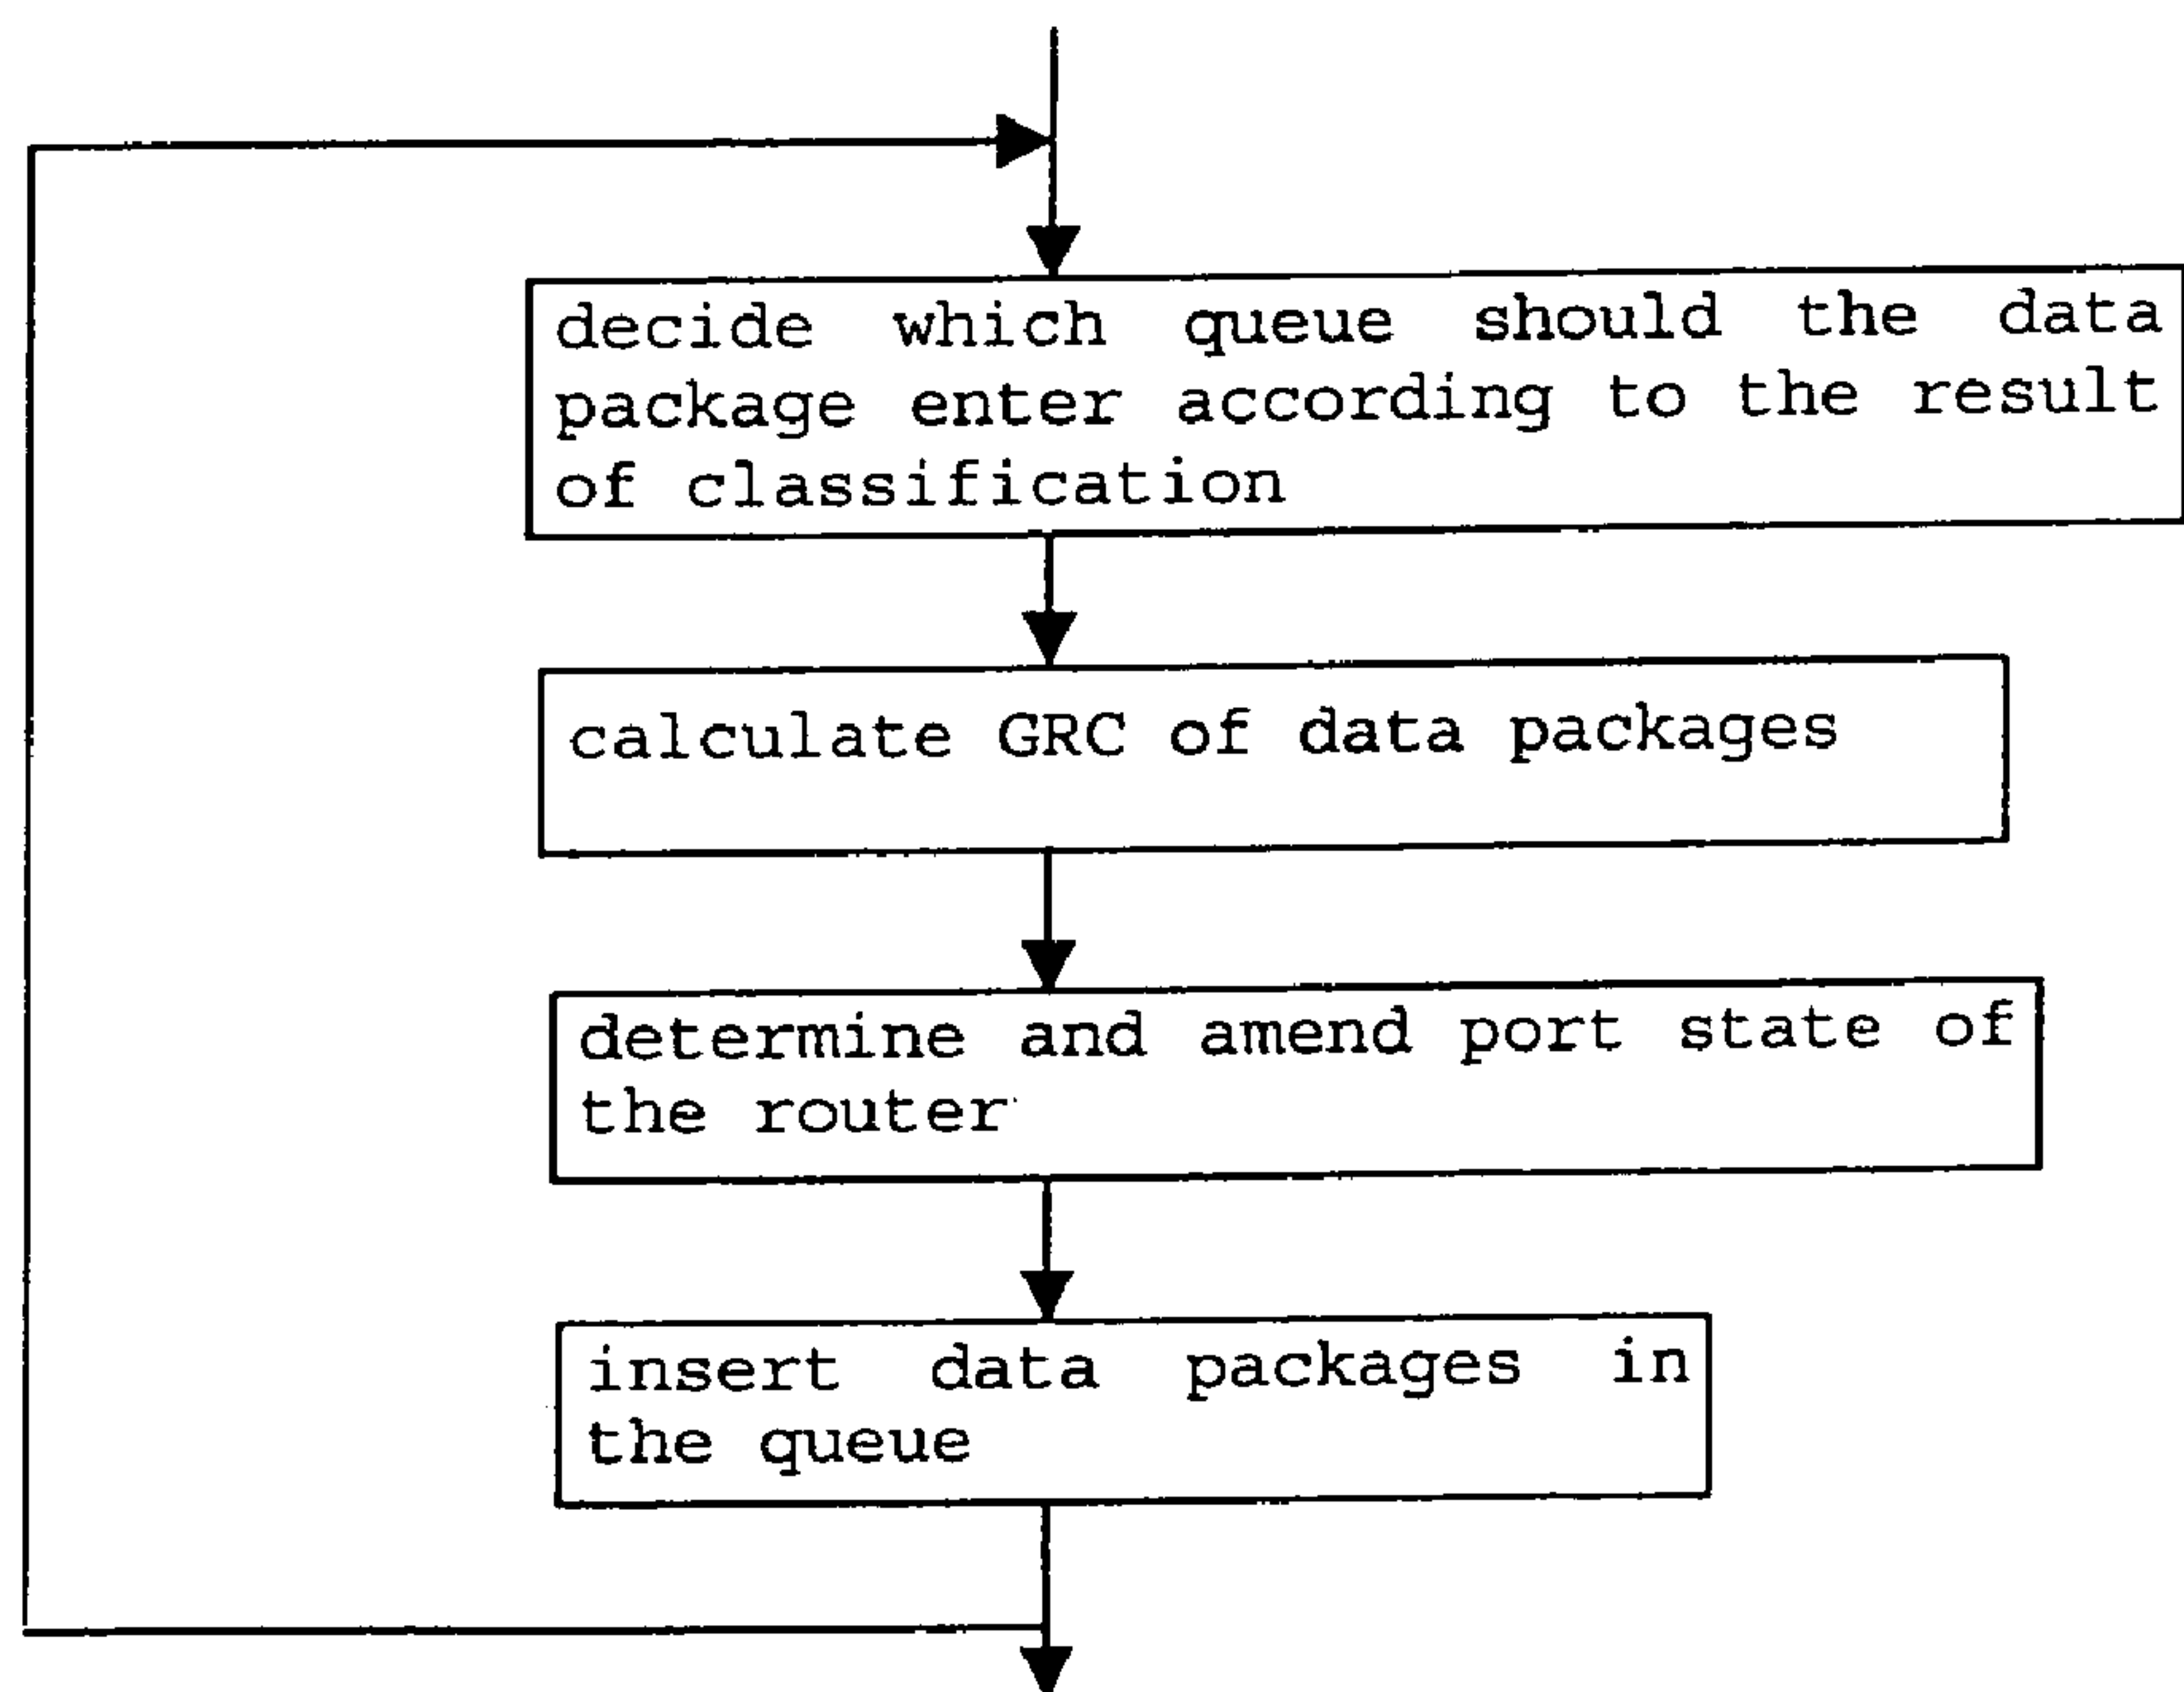 decide which queue should the data
package enter according to the result
of classification
calculate GRC of data packages
determine and amend port state of
the router
insert data packages in
the queue